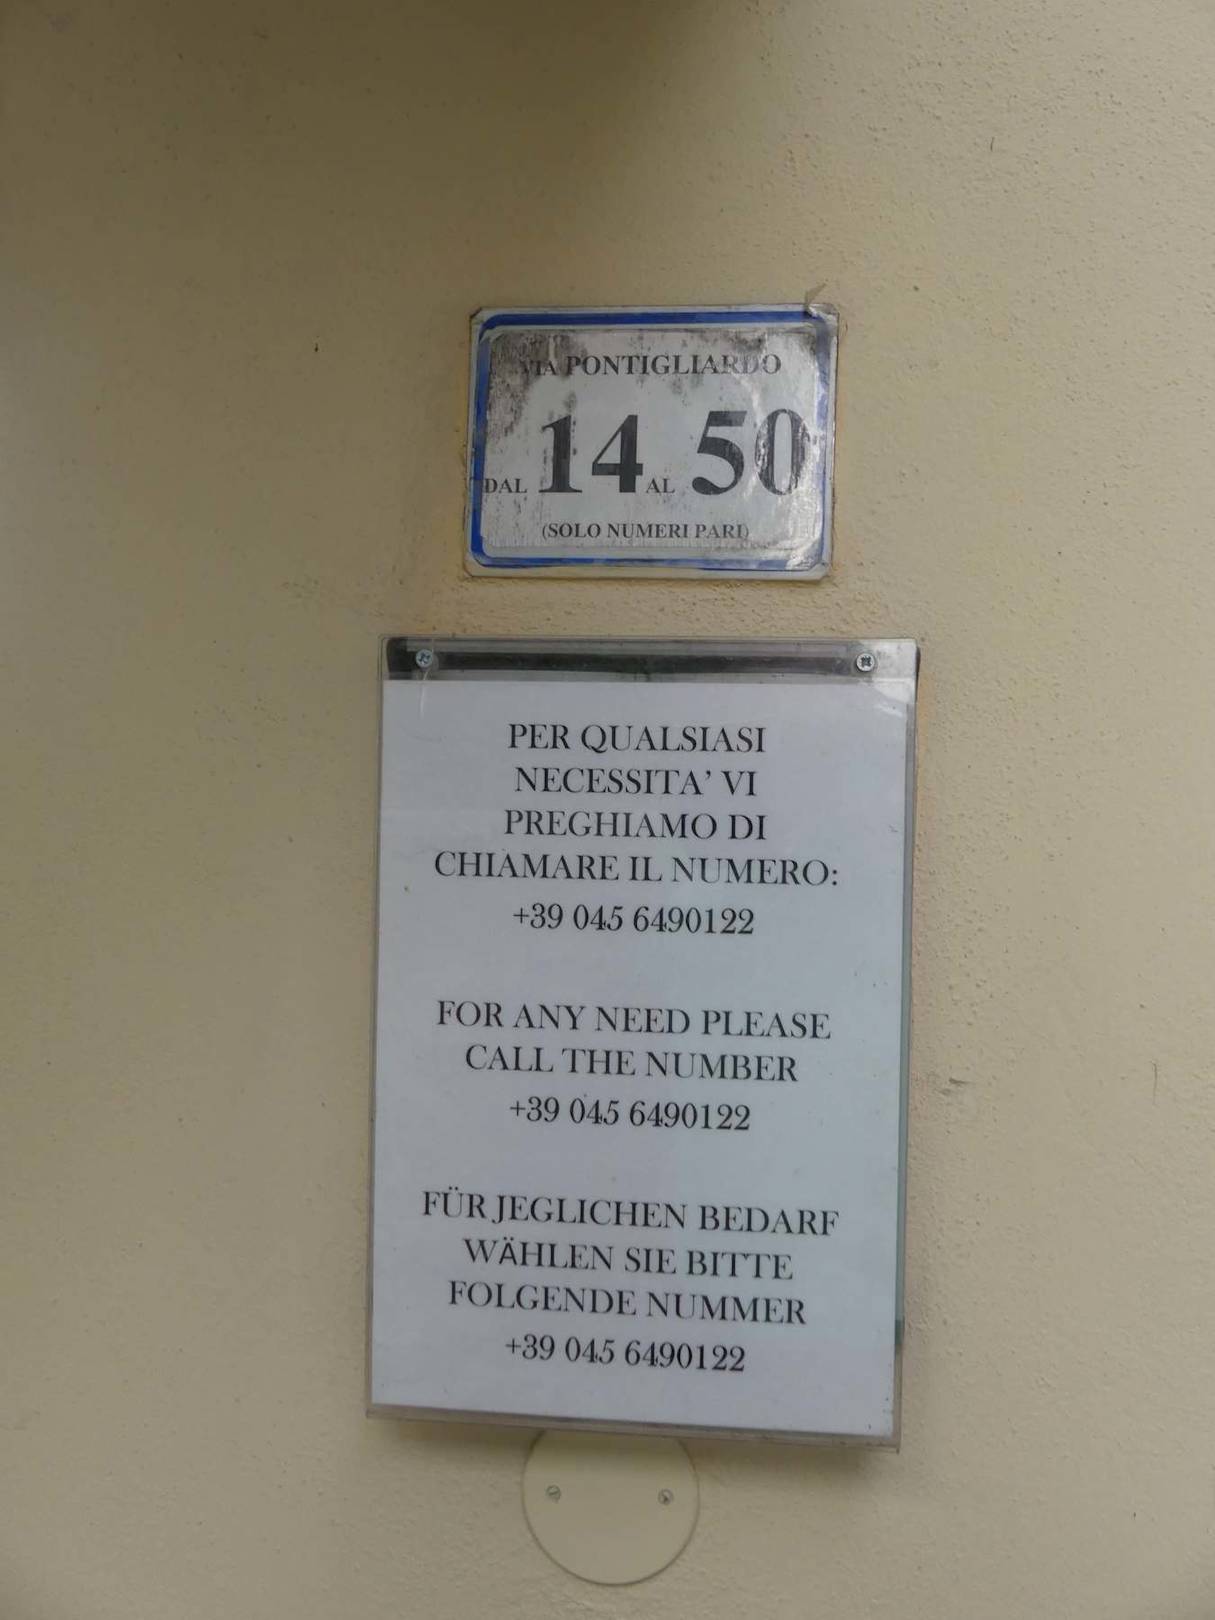 VIA PONTIGLIARDO
DAL 14 AL 50
(SOLO NUMERI PARI)
PER QUALSIASI
NECESSITA' VI
PREGHIAMO DI
CHIAMARE IL NUMERO:
+39 045 6490122
FOR ANY NEED PLEASE
CALL THE NUMBER
+39 045 6490122
FÜR JEGLICHEN BEDARF
WÄHLEN SIE BITTE
FOLGENDE NUMMER
+39 045 6490122